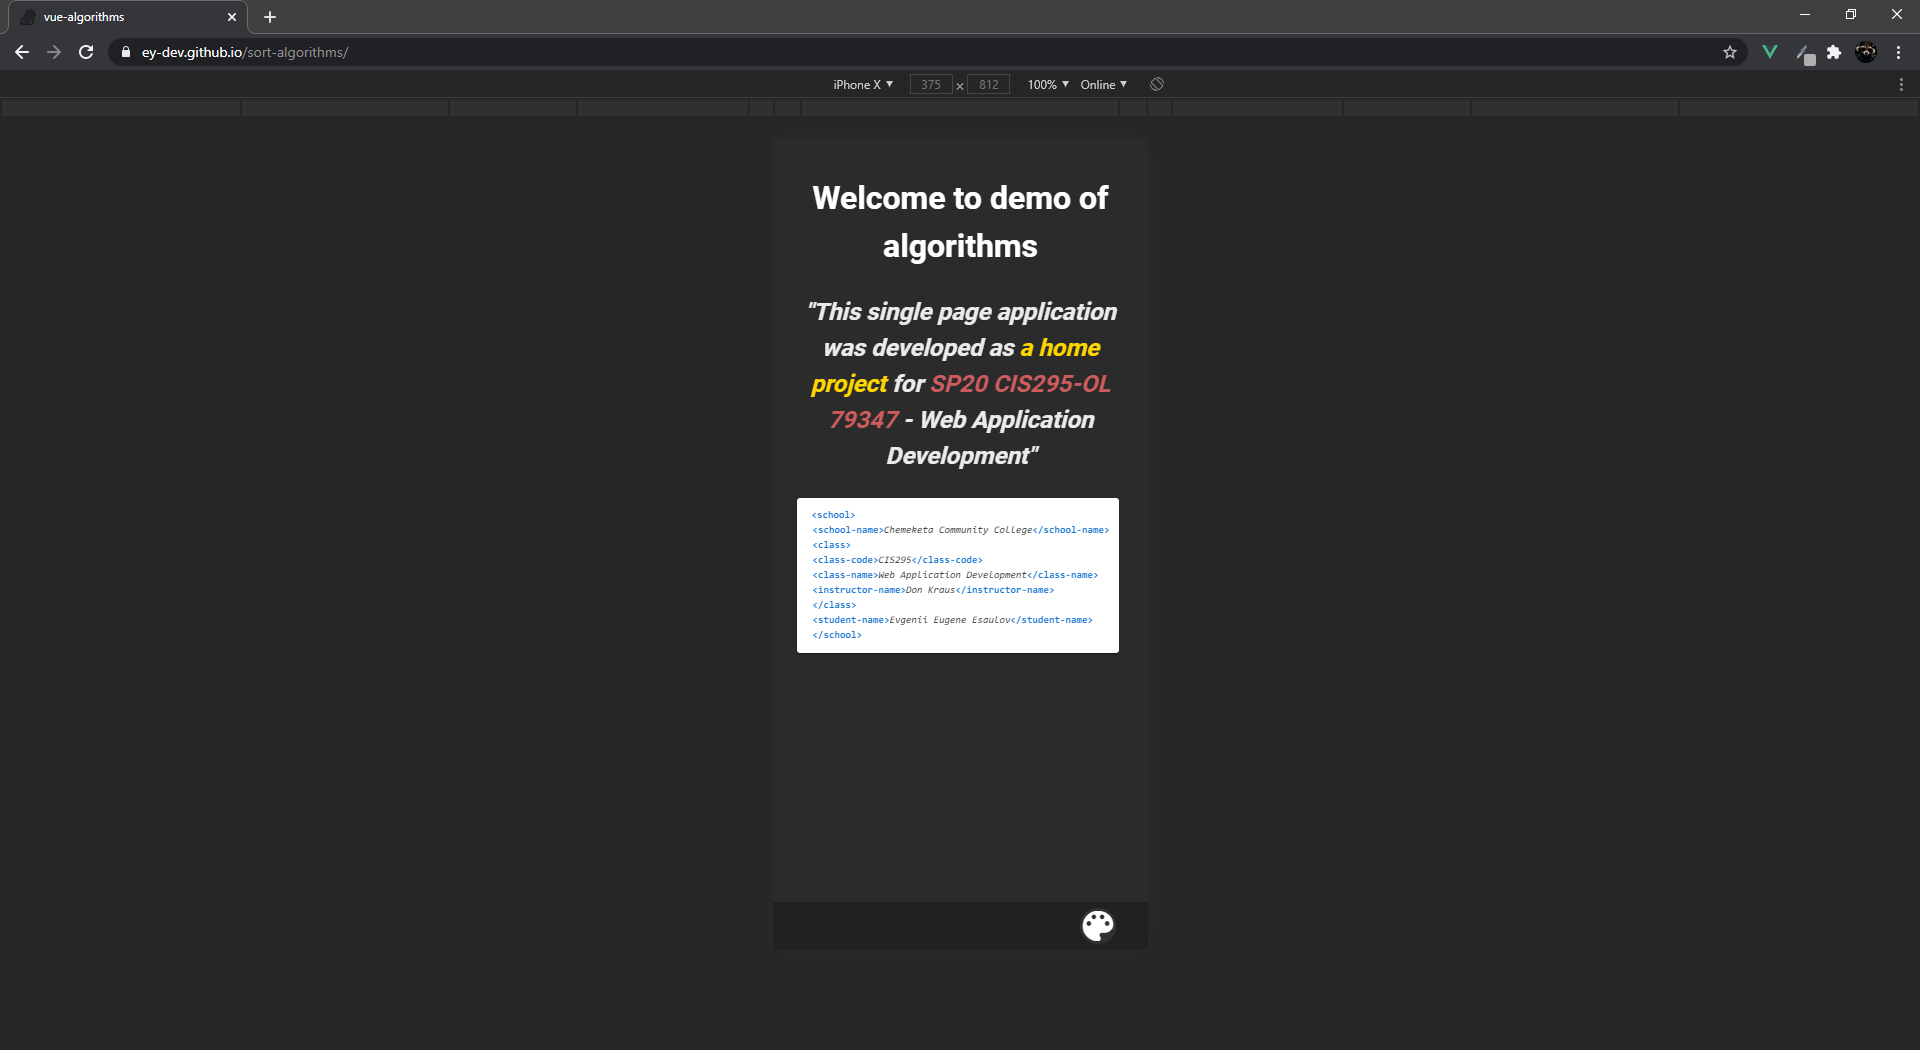 vue-algorithms
ey-dev.github.io/sort-algorithms/
iPhone X ▼ 375 × 812 100% ▼ Online ▼
Welcome to demo of
algorithms
"This single page application
was developed as a home
project for SP20 CIS295-OL
79347 - Web Application
Development"
<school>
<school-name>Chemeketa Community College</school-name>
<class>
<class-code>CIS295</class-code>
<class-name>Web Application Development</class-name>
<instructor-name>Don Kraus</instructor-name>
</class>
<student-name>Evgenii Eugene Esaulov</student-name>
</school>